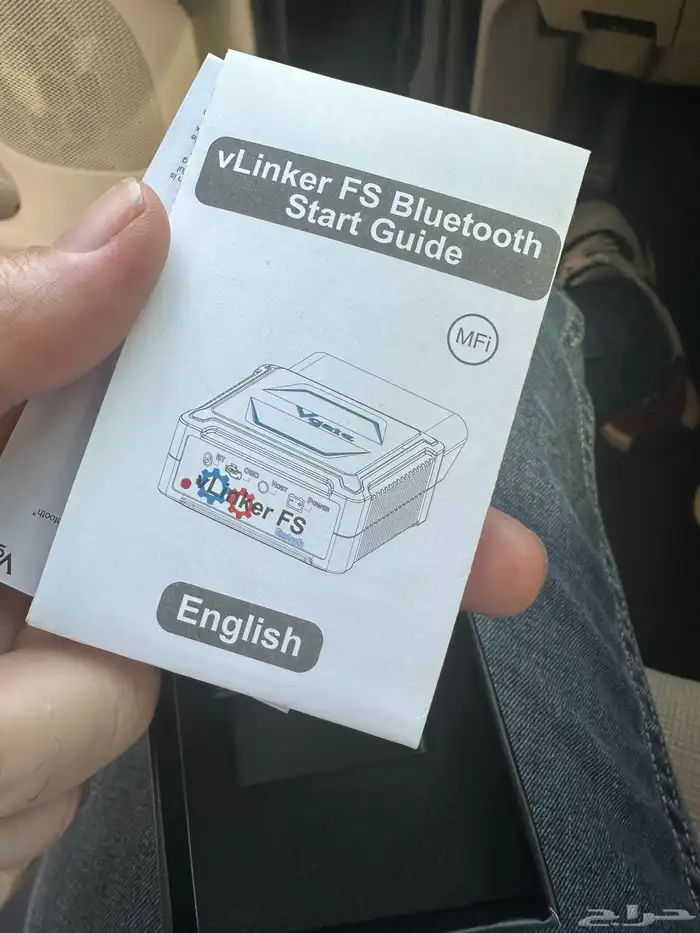 vLinker FS Bluetooth
Start Guide
MFi
Vgate
BT
OBD
HOST
POWER
vLinker FS
English
حراج